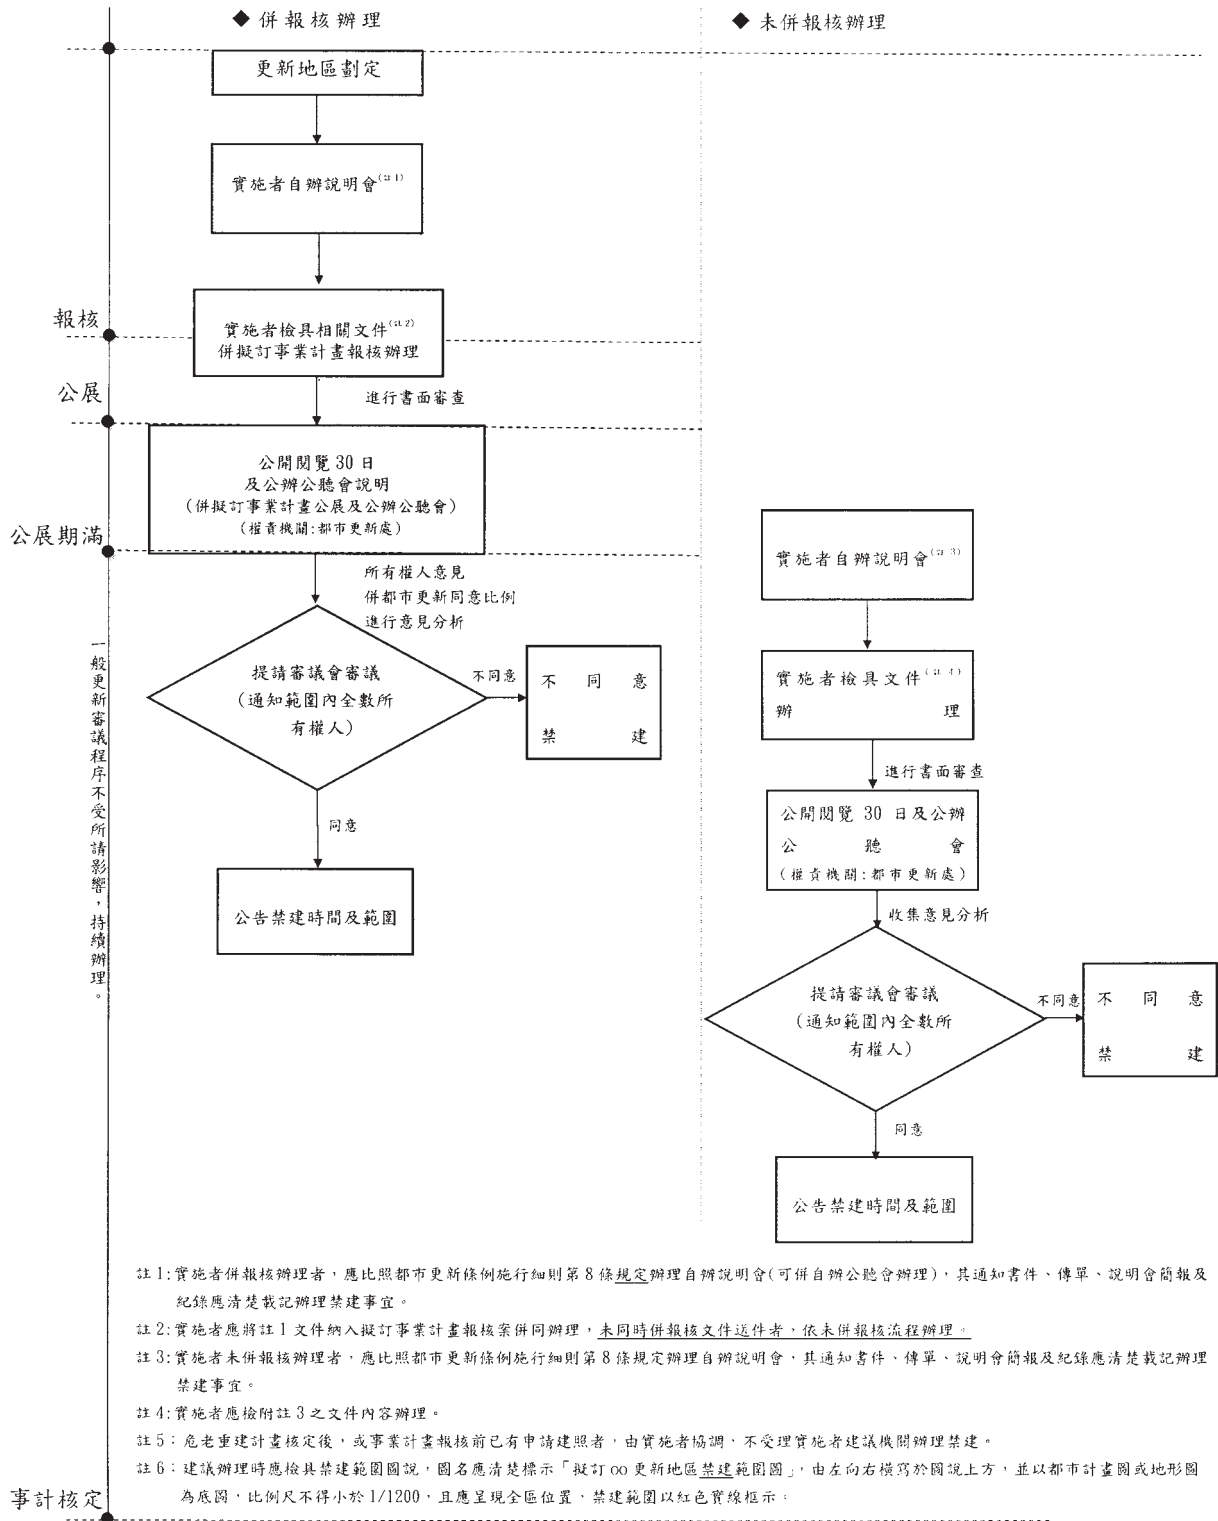 ◆ 併報核辦理
◆ 未併報核辦理
更新地區劃定
實施者自辦說明會(註1)
報核
實施者檢具相關文件(註2)
併擬訂事業計畫報核辦理
公展
進行書面審查
公開閱覽 30 日
及公辦公聽會說明
(併擬訂事業計畫公展及公辦公聽會)
(權責機關:都市更新處)
公展期滿
所有權人意見
併都市更新同意比例
進行意見分析
提請審議會審議
(通知範圍內全數所
有權人)
不同意
不同意
禁建
同意
公告禁建時間及範圍
一般更新審議程序不受所請影響，持續辦理。
實施者自辦說明會(註3)
實施者檢具文件(註4)
辦理
進行書面審查
公開閱覽 30 日及公辦
公聽會
(權責機關:都市更新處)
收集意見分析
提請審議會審議
(通知範圍內全數所
有權人)
不同意
不同意
禁建
同意
公告禁建時間及範圍
註1:實施者併報核辦理者，應比照都市更新條例施行細則第8條規定辦理自辦說明會(可併自辦公聽會辦理)，其通知書件、傳單、說明會簡報及
紀錄應清楚載記辦理禁建事宜。
註2:實施者應將註1文件納入擬訂事業計畫報核案併同辦理，未同時併報核文件送件者，依未併報核流程辦理。
註3:實施者未併報核辦理者，應比照都市更新條例施行細則第8條規定辦理自辦說明會，其通知書件、傳單、說明會簡報及紀錄應清楚載記辦理
禁建事宜。
註4:實施者應檢附註3之文件內容辦理。
註5：危老重建計畫核定後，或事業計畫報核前已有申請建照者，由實施者協調，不受理實施者建議機關辦理禁建。
註6：建議辦理時應檢具禁建範圍圖說，圖名應清楚標示「擬訂oo更新地區禁建範圍圖」，由左向右橫寫於圖說上方，並以都市計畫圖或地形圖
為底圖，比例尺不得小於1/1200，且應呈現全區位置，禁建範圍以紅色實線框示。
事計核定